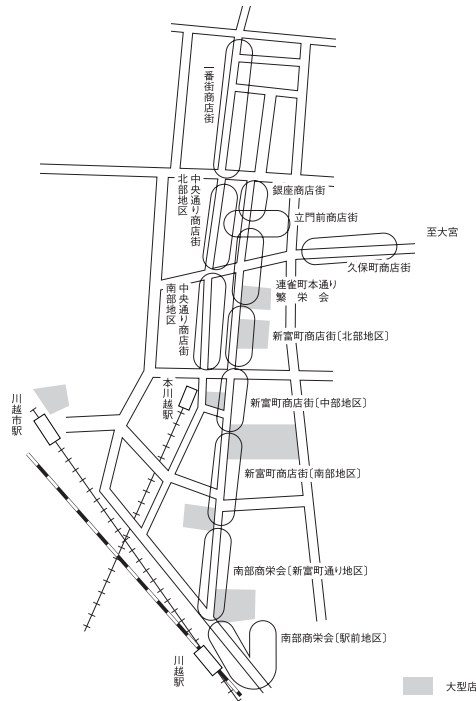 一番街商店街
中央通り商店街
北部地区
銀座商店街
立門前商店街
至大宮
久保町商店街
連雀町本通り
繁栄会
中央通り商店街
南部地区
新富町商店街〔北部地区〕
本川越駅
川越市駅
新富町商店街〔中部地区〕
新富町商店街〔南部地区〕
南部商栄会〔新富町通り地区〕
南部商栄会〔駅前地区〕
川越駅
大型店